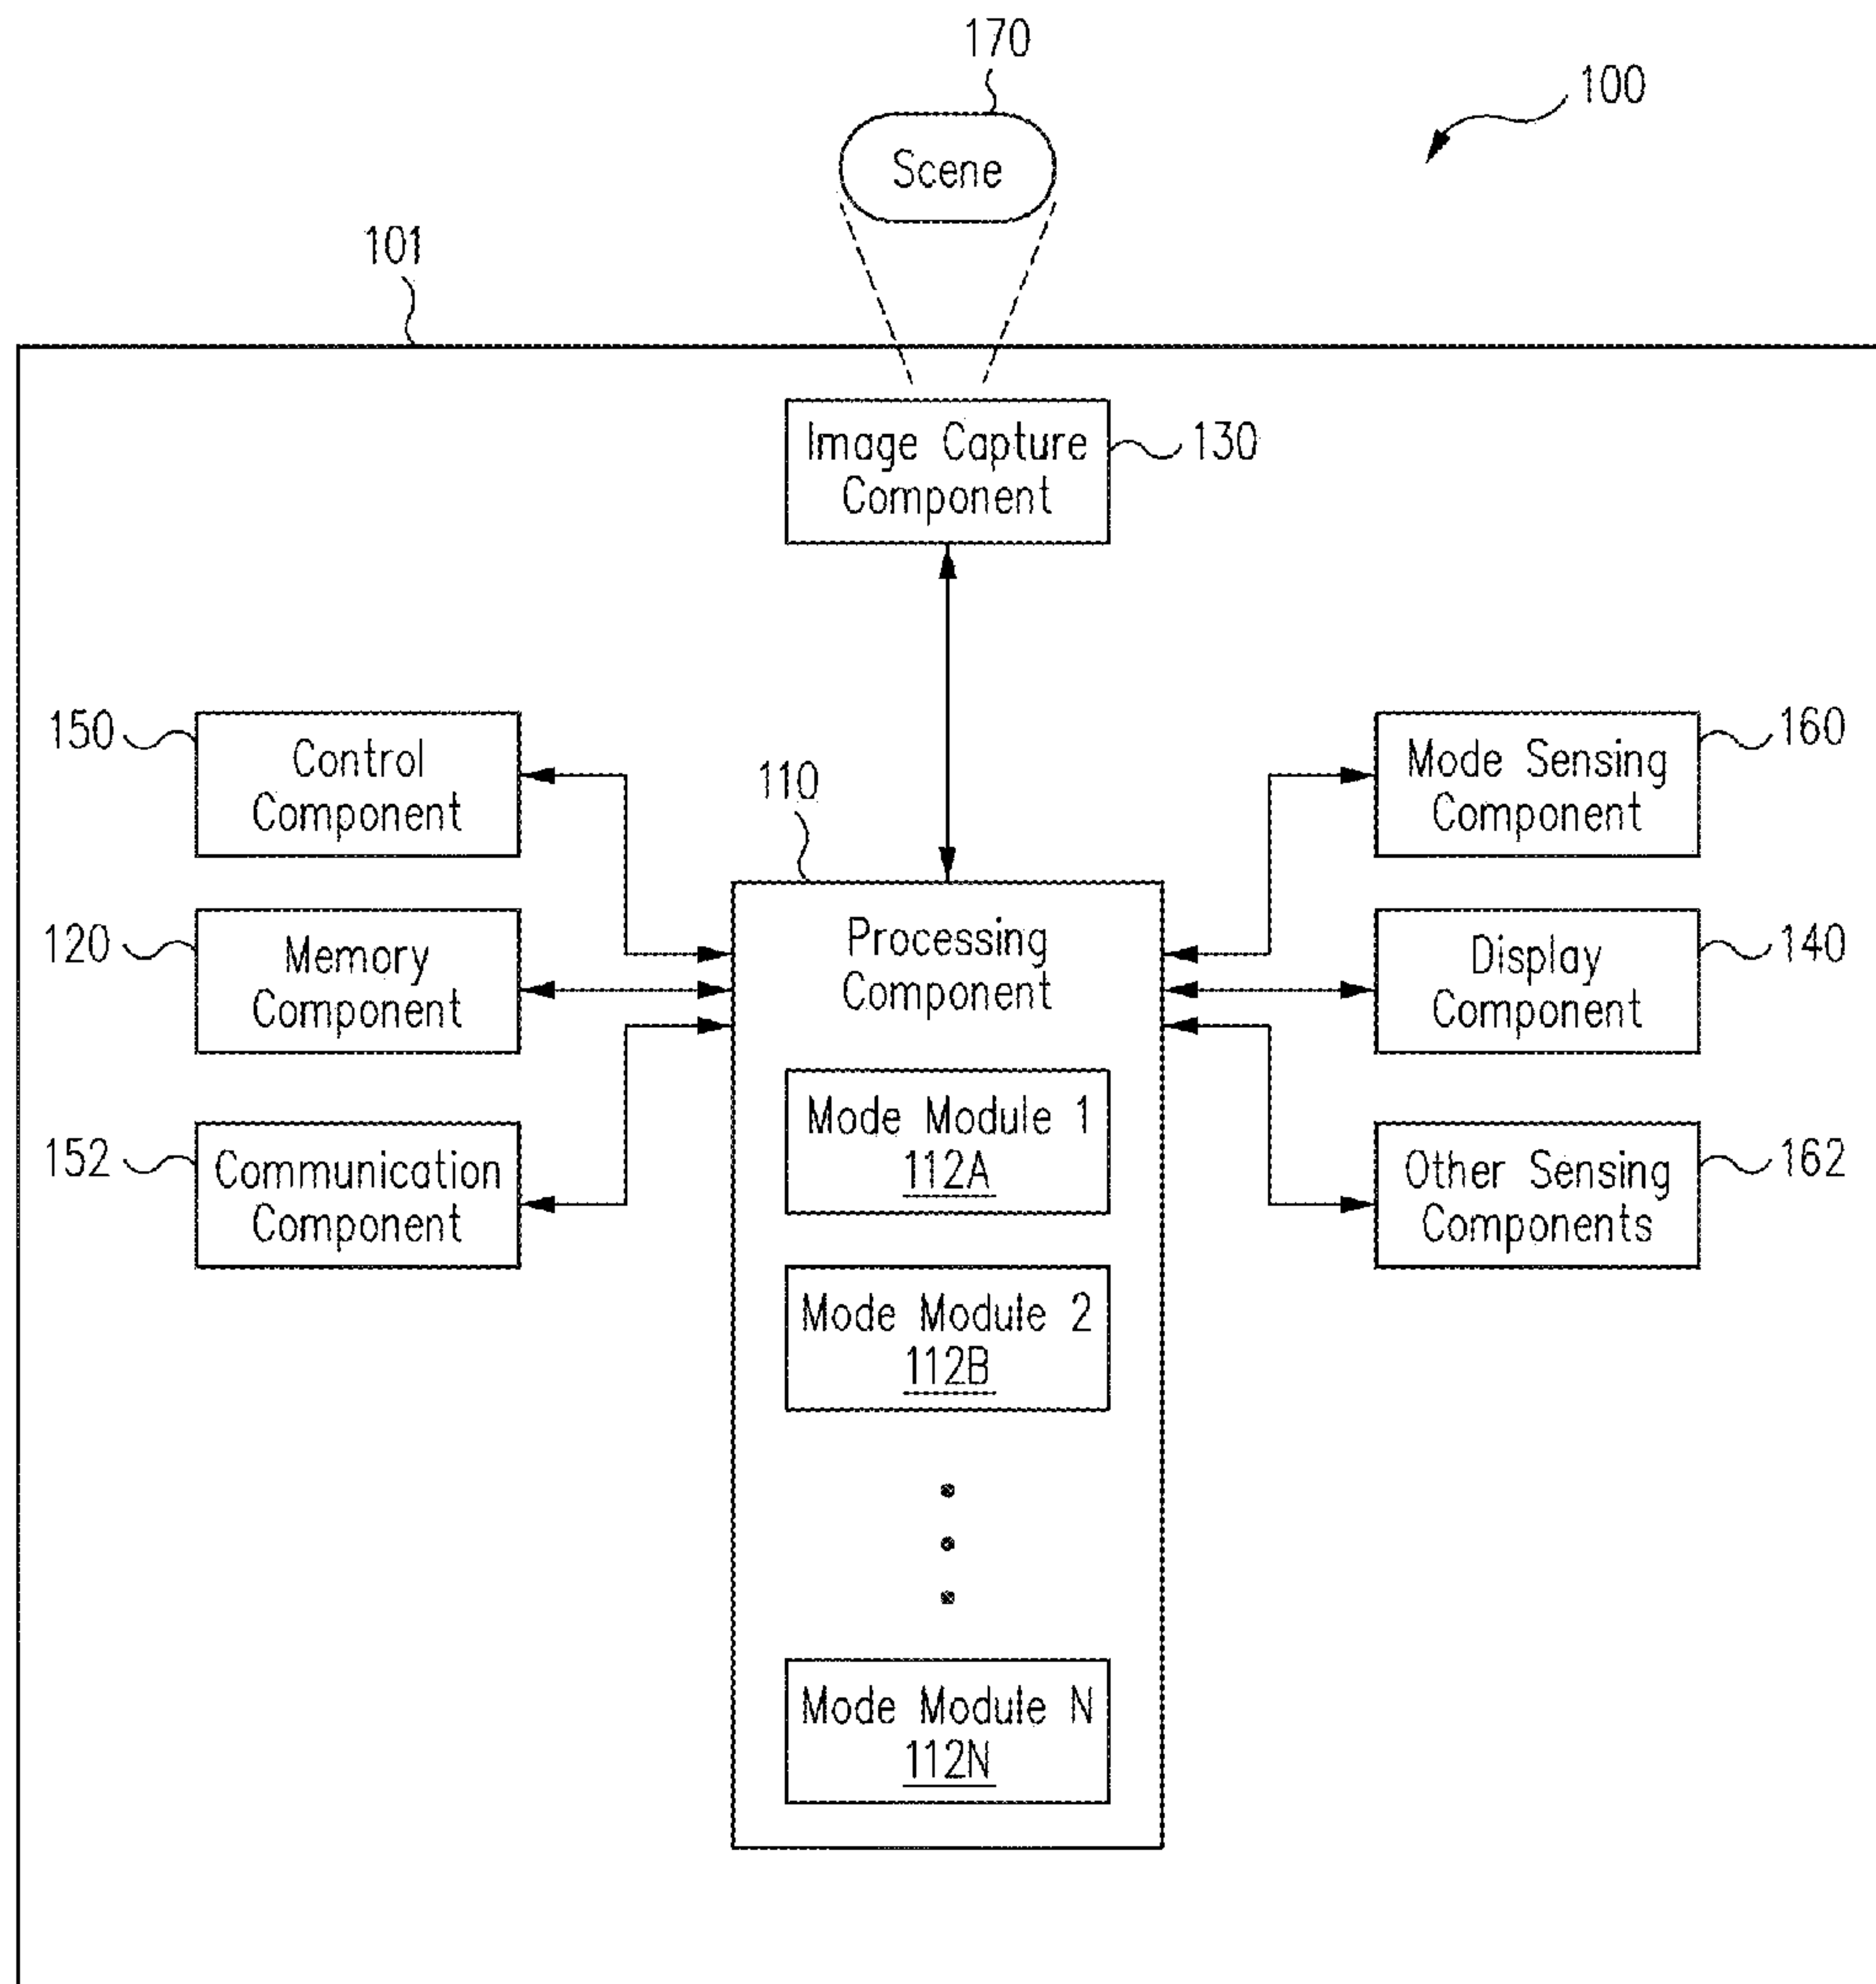 170
100
Scene
101
Image Capture
Component
130
150
Control
Component
110
160
Mode Sensing
Component
120
Memory
Component
Processing
Component
140
Display
Component
152
Communication
Component
Mode Module 1
112A
162
Other Sensing
Components
Mode Module 2
112B
Mode Module N
112N